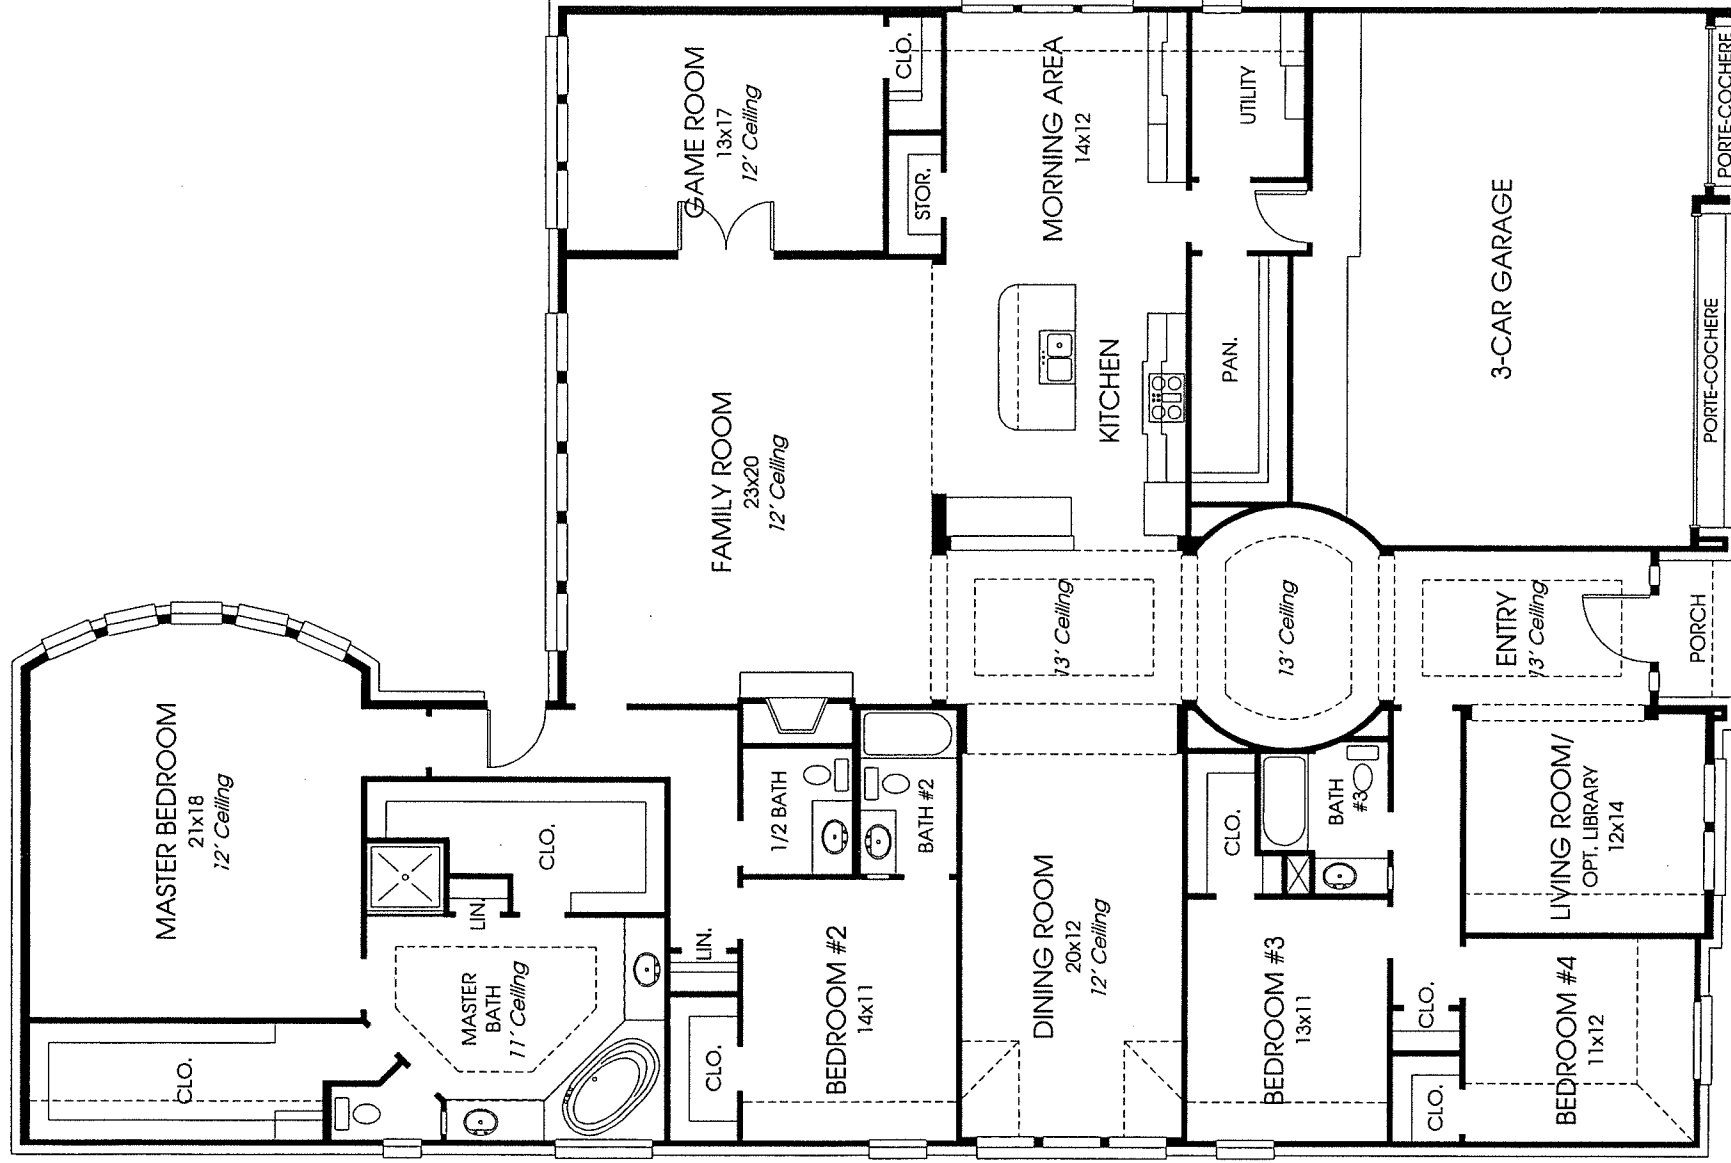 GAME ROOM
13x17
12' Ceiling
CLO.
STOR.
MORNING AREA
14x12
UTILITY
PORTE-COCHERE
3-CAR GARAGE
PORTE-COCHERE
PAN.
KITCHEN
FAMILY ROOM
23x20
12' Ceiling
13' Ceiling
13' Ceiling
ENTRY
13' Ceiling
PORCH
MASTER BEDROOM
21x18
12' Ceiling
CLO.
LIN.
MASTER
BATH
11' Ceiling
CLO.
LIN.
CLO.
1/2 BATH
BATH #2
BEDROOM #2
14x11
DINING ROOM
20x12
12' Ceiling
CLO.
BATH
#3
BEDROOM #3
13x11
LIVING ROOM/
OPT. LIBRARY
12x14
CLO.
CLO.
BEDROOM #4
11x12